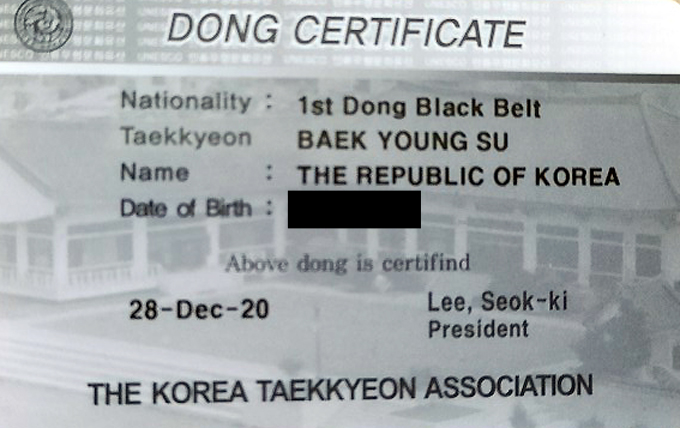 DONG CERTIFICATE
Nationality : 1st Dong Black Belt
Taekkyeon BAEK YOUNG SU
Name : THE REPUBLIC OF KOREA
Date of Birth :
Above dong is certifind
28-Dec-20 Lee, Seok-ki
President
THE KOREA TAEKKYEON ASSOCIATION